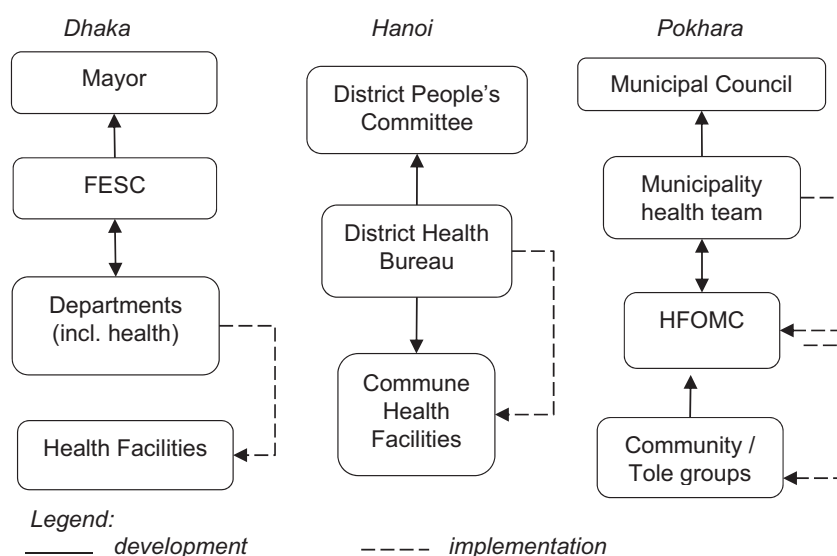 Dhaka
Mayor
FESC
Departments
(incl. health)
Health Facilities
Hanoi
District People's
Committee
District Health
Bureau
Commune
Health
Facilities
Pokhara
Municipal Council
Municipality
health team
HFOMC
Community /
Tole groups
Legend:
development
implementation